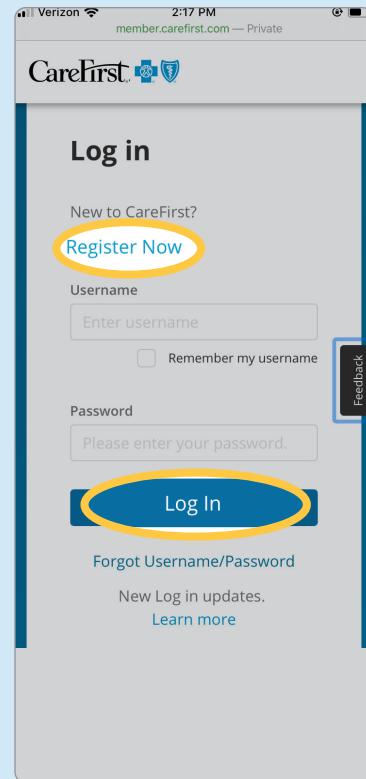 Verizon 2:17 PM
member.carefirst.com — Private
CareFirst
Log in
New to CareFirst?
Register Now
Username
Enter username
Remember my username
Feedback
Password
Please enter your password.
Log In
Forgot Username/Password
New Log in updates.
Learn more